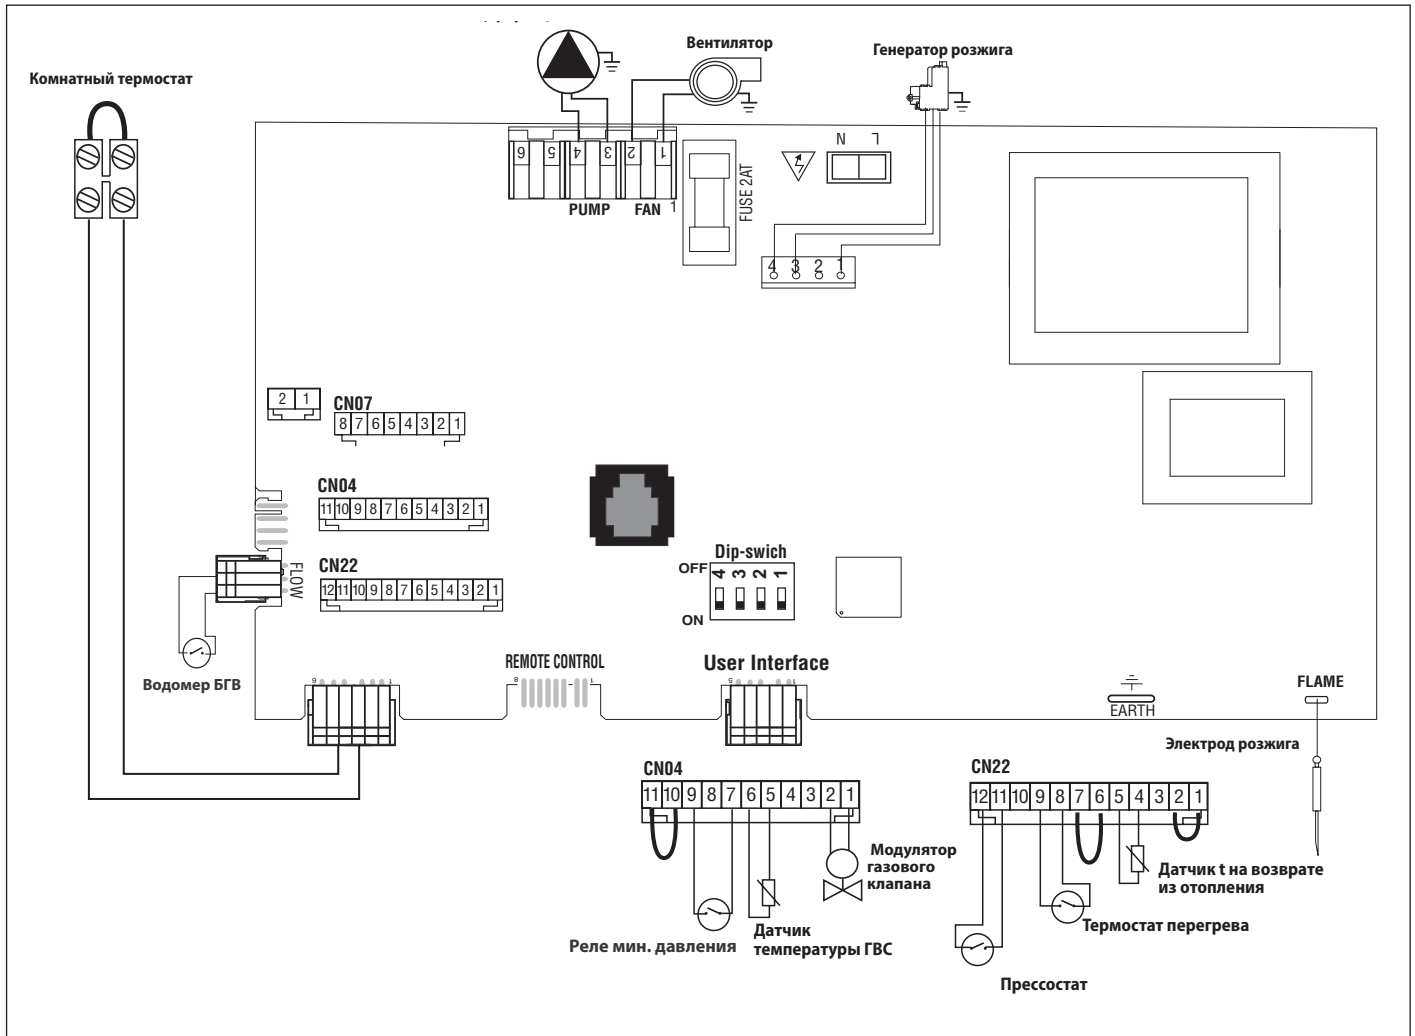 Вентилятор
Генератор розжига
Комнатный термостат
6 5 4 3 2 1
PUMP FAN 1
FUSE 2AT
N L
4 3 2 1
2 1
CN07
8 7 6 5 4 3 2 1
CN04
11 10 9 8 7 6 5 4 3 2 1
FLOW
CN22
12 11 10 9 8 7 6 5 4 3 2 1
Dip-swich
OFF
4 3 2 1
ON
Водомер БГВ
6 1
REMOTE CONTROL
8 1
User Interface
5 1
EARTH
FLAME
Электрод розжига
CN04
11 10 9 8 7 6 5 4 3 2 1
CN22
12 11 10 9 8 7 6 5 4 3 2 1
Модулятор
газового
клапана
Датчик t на возврате
из отопления
Термостат перегрева
Реле мин. давления
Датчик
температуры ГВС
Прессостат